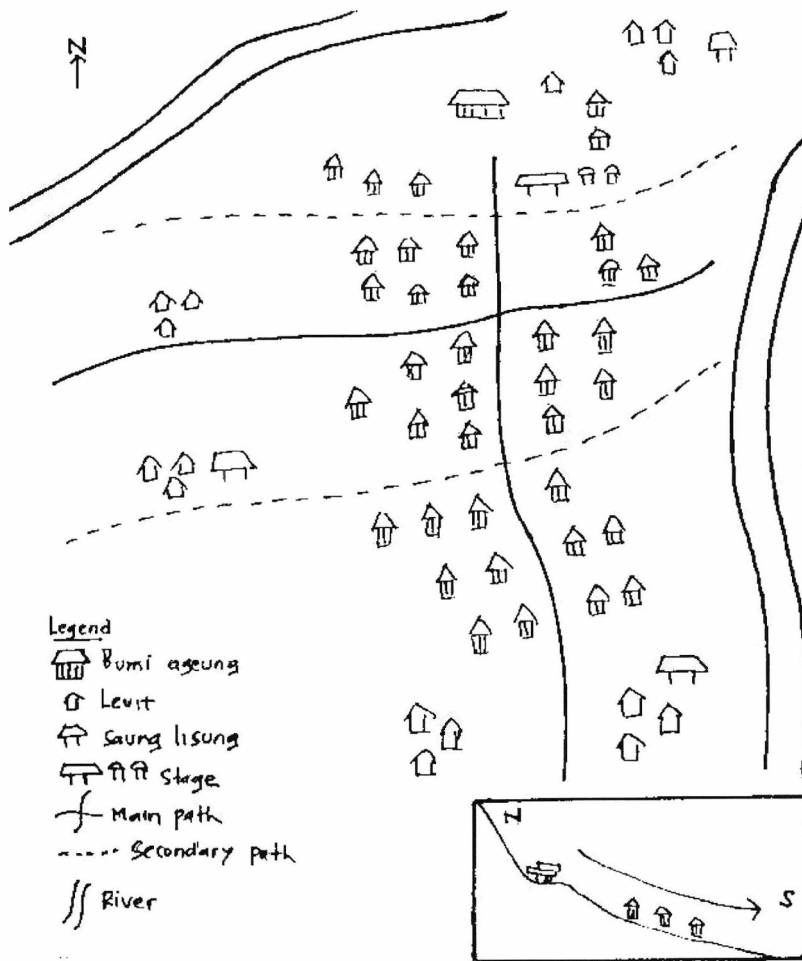 N
Legend
Bumi ageung
Leuit
Saung lisung
Stage
Main path
Secondary path
River
N
S